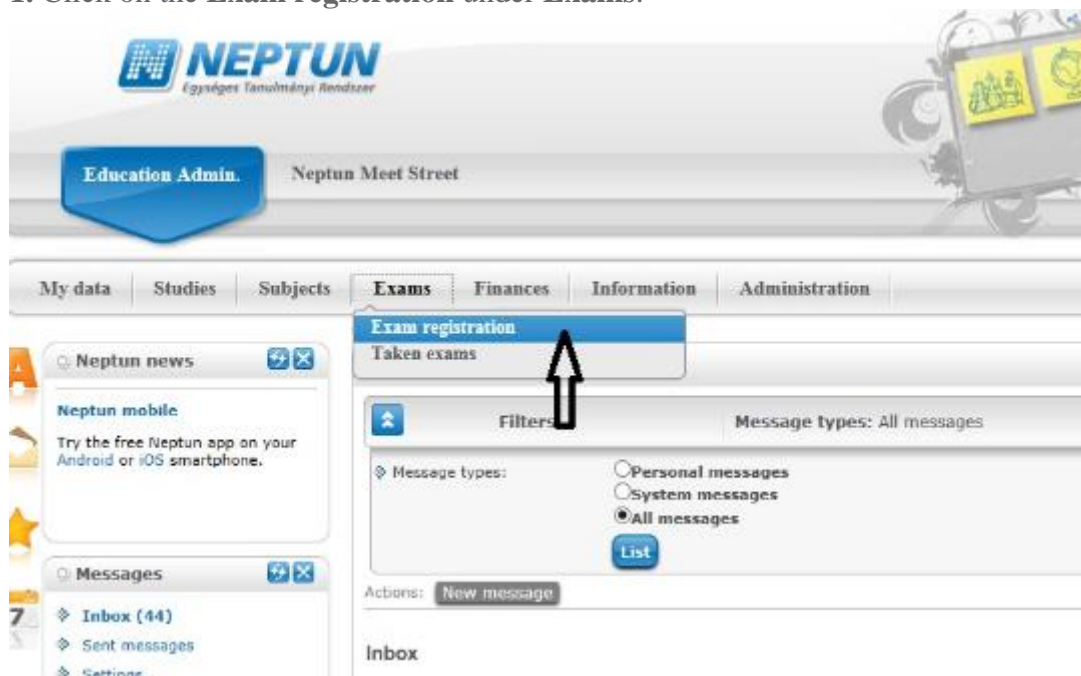 1. Click on the Exam registration under Exams.
NEPTUN
Egységes Tanulmányi Rendszer
Education Admin.
Neptun Meet Street
My data
Studies
Subjects
Exams
Finances
Information
Administration
Exam registration
Taken exams
Neptun news
Neptun mobile
Try the free Neptun app on your
Android or iOS smartphone.
Filters
Message types: All messages
Message types:
Personal messages
System messages
All messages
List
Actions: New message
Messages
Inbox (44)
Sent messages
Settings
Inbox
A
7